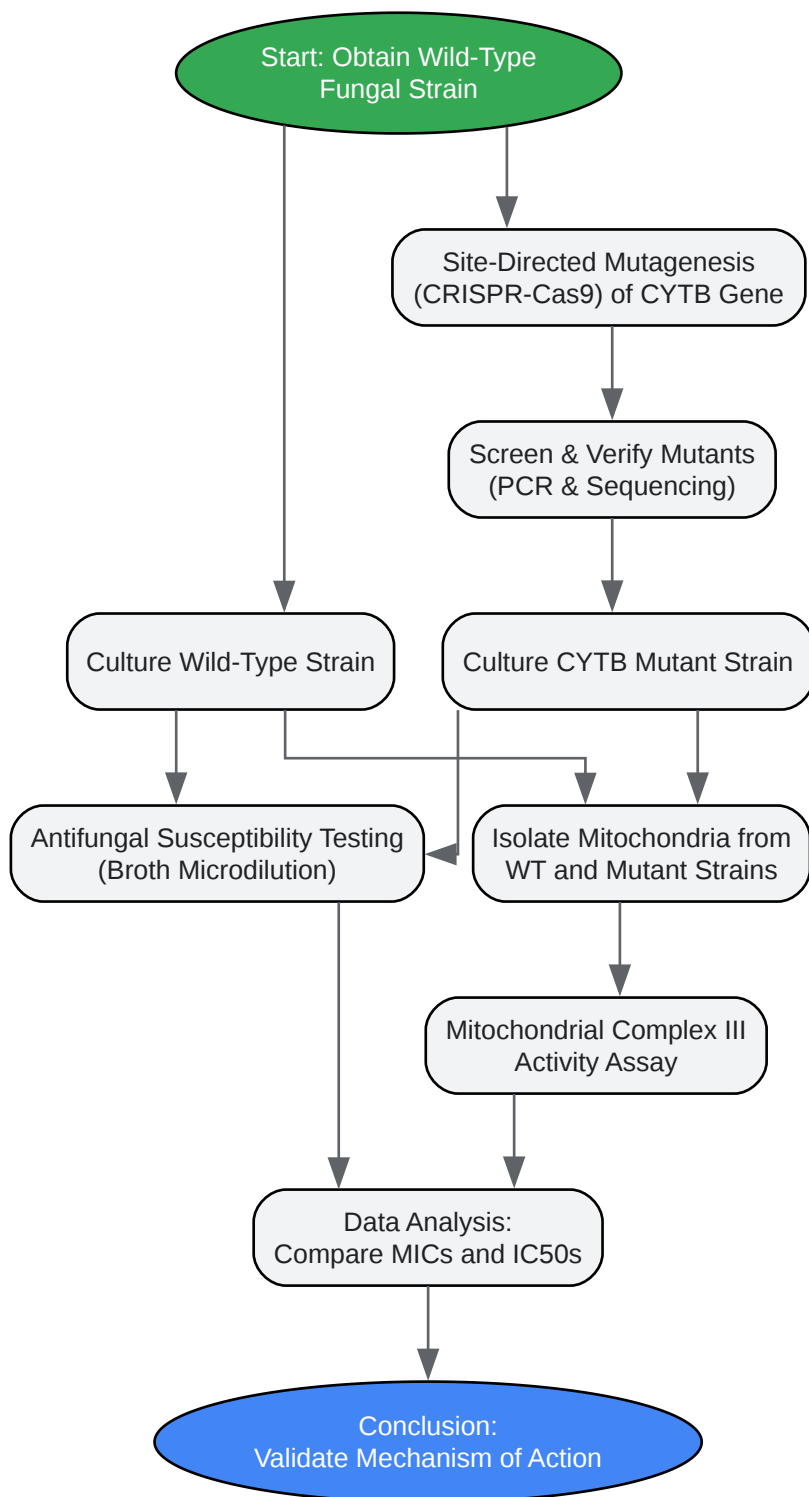 Start: Obtain Wild-Type
Fungal Strain
Site-Directed Mutagenesis
(CRISPR-Cas9) of CYTB Gene
Screen & Verify Mutants
(PCR & Sequencing)
Culture Wild-Type Strain
Culture CYTB Mutant Strain
Antifungal Susceptibility Testing
(Broth Microdilution)
Isolate Mitochondria from
WT and Mutant Strains
Mitochondrial Complex III
Activity Assay
Data Analysis:
Compare MICs and IC50s
Conclusion:
Validate Mechanism of Action